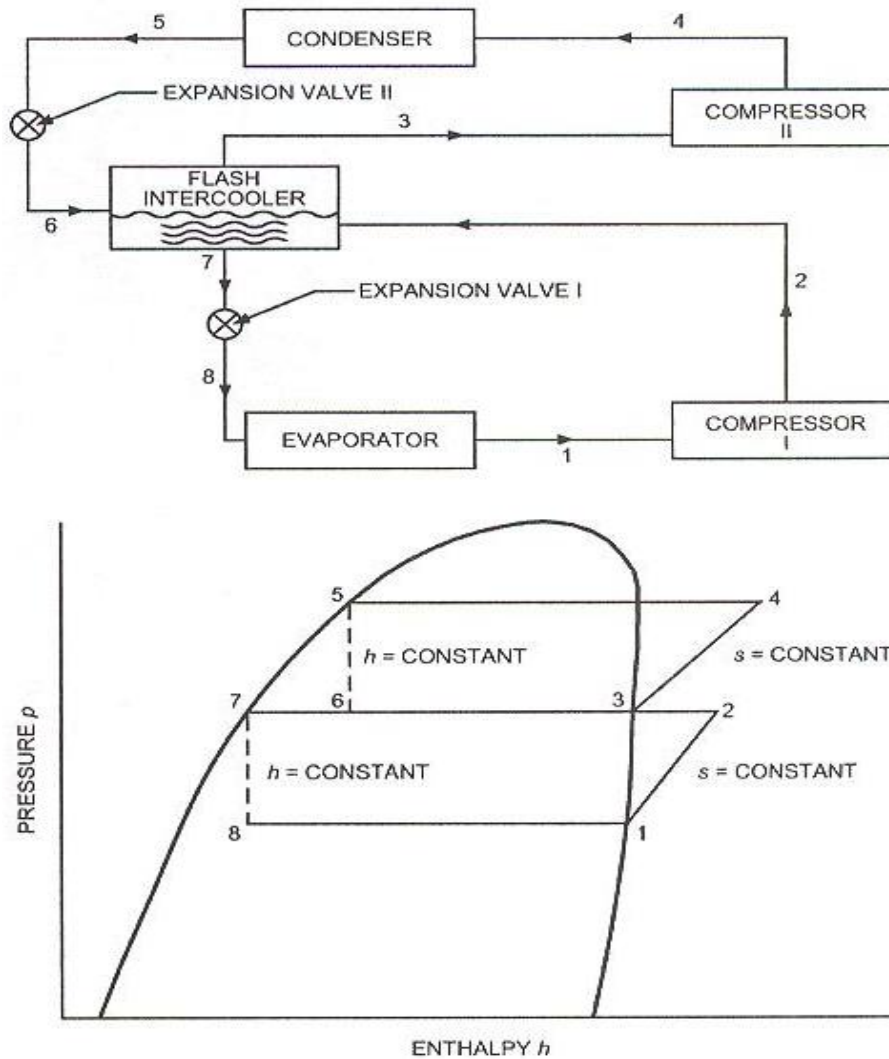 5
CONDENSER
4
EXPANSION VALVE II
3
COMPRESSOR
II
FLASH
INTERCOOLER
6
7
EXPANSION VALVE I
2
8
EVAPORATOR
1
COMPRESSOR
I
5
4
h = CONSTANT
s = CONSTANT
7
6
3
2
h = CONSTANT
s = CONSTANT
8
1
PRESSURE p
ENTHALPY h